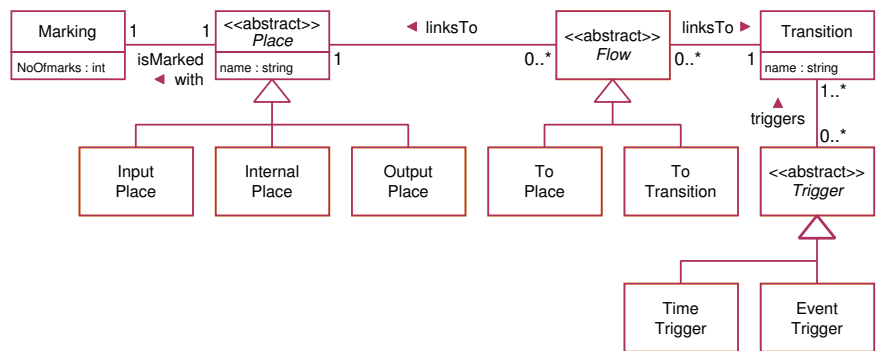 Marking
NoOfmarks : int
1
1
isMarked
with
<<abstract>>
Place
name : string
1
linksTo
0..*
<<abstract>>
Flow
linksTo
0..*
1
Transition
name : string
1..*
triggers
0..*
Input
Place
Internal
Place
Output
Place
To
Place
To
Transition
<<abstract>>
Trigger
Time
Trigger
Event
Trigger